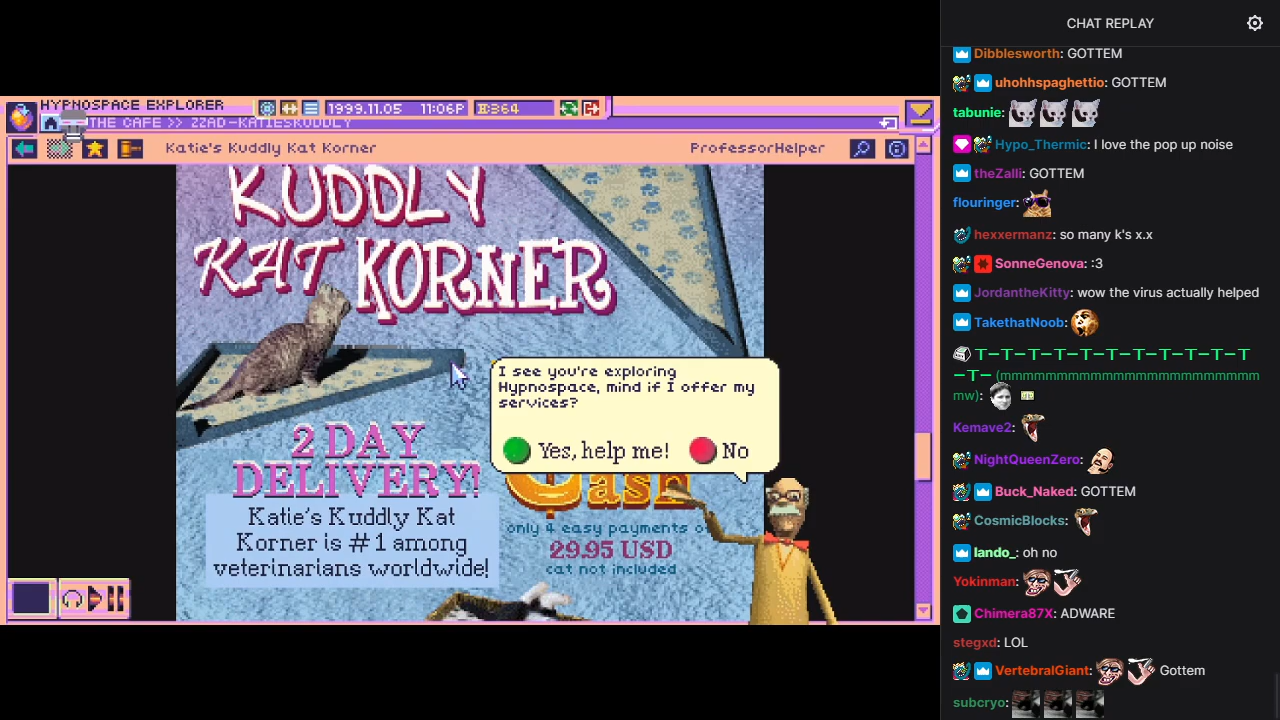 HYPNOSPACE EXPLORER
1999.11.05 11:06P
364
THE CAFE >> ZZAD-KATIESKUDDLY
Katie's Kuddly Kat Korner
ProfessorHelper
KUDDLY
KAT KORNER
I see you're exploring
Hypnospace, mind if I offer my
services?
Yes, help me!
No
2 DAY
DELIVERY!
Katie's Kuddly Kat
Korner is #1 among
veterinarians worldwide!
Cash
only 4 easy payments o
29.95 USD
cat not included
CHAT REPLAY
Dibblesworth: GOTTEM
uhohhspaghettio: GOTTEM
tabunie:
Hypo_Thermic: I love the pop up noise
theZalli: GOTTEM
flouringer:
hexxermanz: so many k's x.x
SonneGenova: :3
JordantheKitty: wow the virus actually helped
TakethatNoob:
Kemave2:
NightQueenZero:
Buck_Naked: GOTTEM
CosmicBlocks:
lando_: oh no
Yokinman:
Chimera87X: ADWARE
stegxd: LOL
VertebralGiant: Gottem
subcryo: